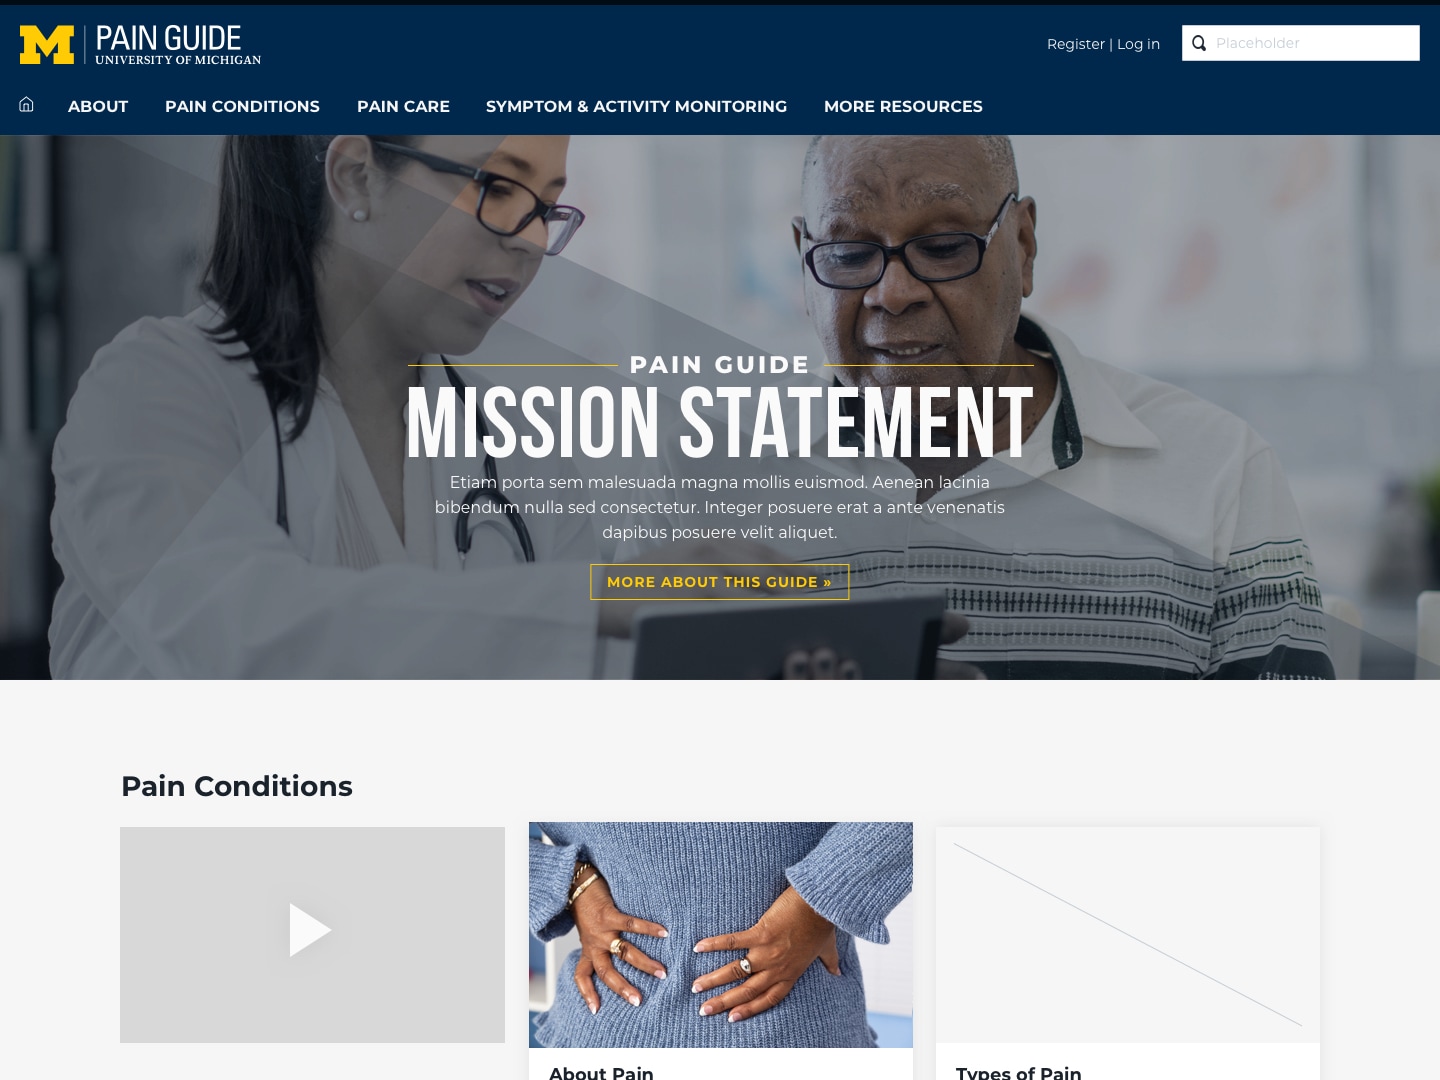 M
PAIN GUIDE
UNIVERSITY OF MICHIGAN
Register | Log in
Placeholder
ABOUT
PAIN CONDITIONS
PAIN CARE
SYMPTOM & ACTIVITY MONITORING
MORE RESOURCES
PAIN GUIDE
MISSION STATEMENT
Etiam porta sem malesuada magna mollis euismod. Aenean lacinia
bibendum nulla sed consectetur. Integer posuere erat a ante venenatis
dapibus posuere velit aliquet.
MORE ABOUT THIS GUIDE »
Pain Conditions
About Pain
Types of Pain